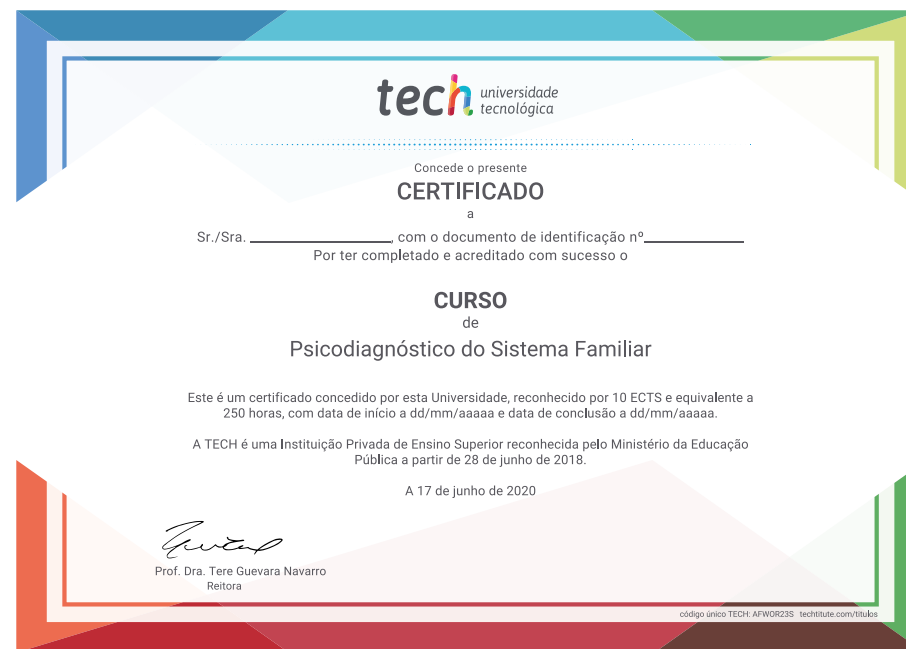 tech universidade
tecnológica
Concede o presente
CERTIFICADO
a
Sr./Sra. , com o documento de identificação nº
Por ter completado e acreditado com sucesso o
CURSO
de
Psicodiagnóstico do Sistema Familiar
Este é um certificado concedido por esta Universidade, reconhecido por 10 ECTS e equivalente a
250 horas, com data de início a dd/mm/aaaaa e data de conclusão a dd/mm/aaaaa.
A TECH é uma Instituição Privada de Ensino Superior reconhecida pelo Ministério da Educação
Pública a partir de 28 de junho de 2018.
A 17 de junho de 2020
Prof. Dra. Tere Guevara Navarro
Reitora
código único TECH: AFWOR23S techtitute.com/titulos